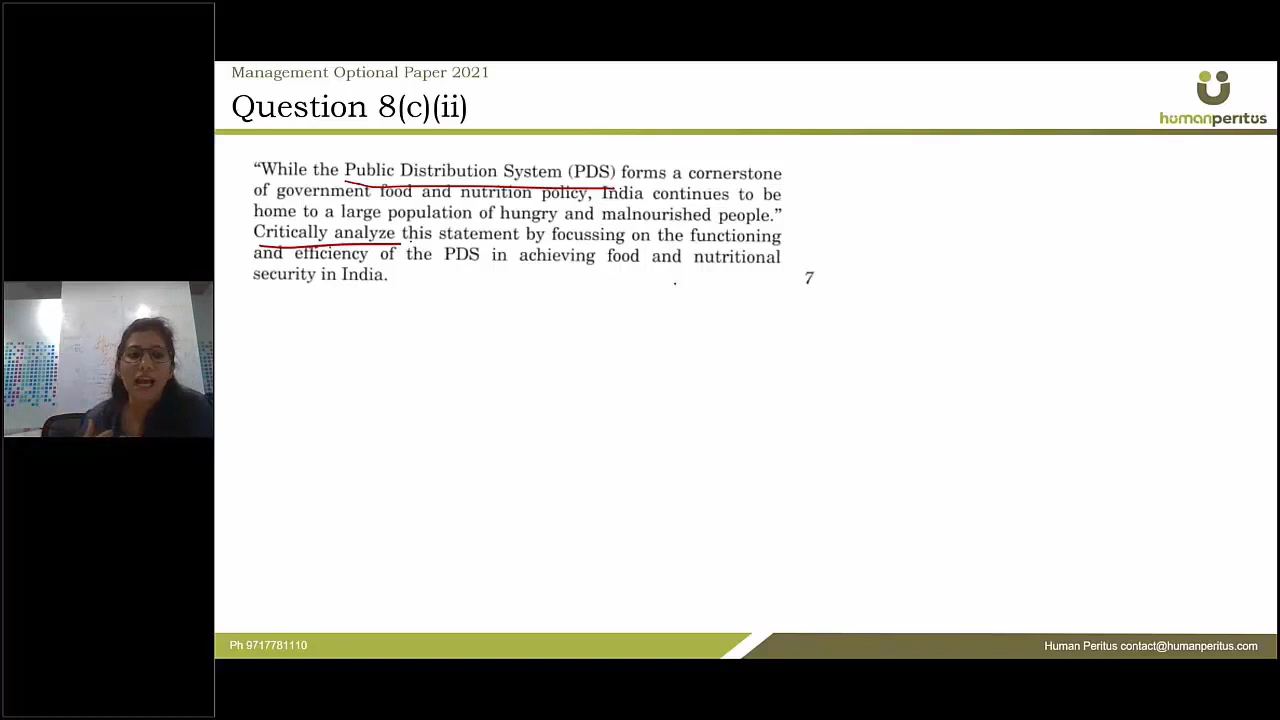 Management Optional Paper 2021
Question 8(c)(ii)
humanperitus
“While the Public Distribution System (PDS) forms a cornerstone
of government food and nutrition policy, India continues to be
home to a large population of hungry and malnourished people.”
Critically analyze this statement by focussing on the functioning
and efficiency of the PDS in achieving food and nutritional
security in India.
7
Ph 9717781110
Human Peritus contact@humanperitus.com